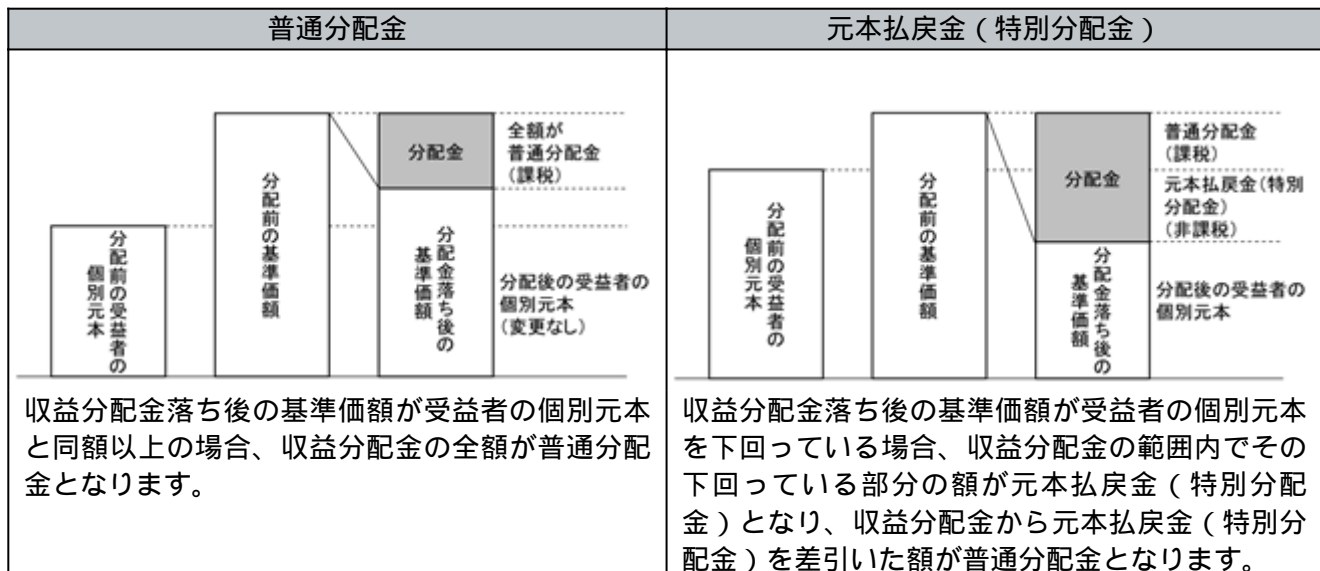 普通分配金
分配前の受益者の
個別元本
分配前の基準価額
分配金
分配金落ち後の
基準価額
全額が
普通分配金
(課税)
分配後の受益者の
個別元本
(変更なし)
収益分配金落ち後の基準価額が受益者の個別元本
と同額以上の場合、収益分配金の全額が普通分配
金となります。
元本払戻金(特別分配金)
分配前の受益者の
個別元本
分配前の基準価額
分配金
分配金落ち後の
基準価額
普通分配金
(課税)
元本払戻金(特別
分配金)
(非課税)
分配後の受益者の
個別元本
収益分配金落ち後の基準価額が受益者の個別元本
を下回っている場合、収益分配金の範囲内でその
下回っている部分の額が元本払戻金(特別分配
金)となり、収益分配金から元本払戻金(特別分
配金)を差引いた額が普通分配金となります。